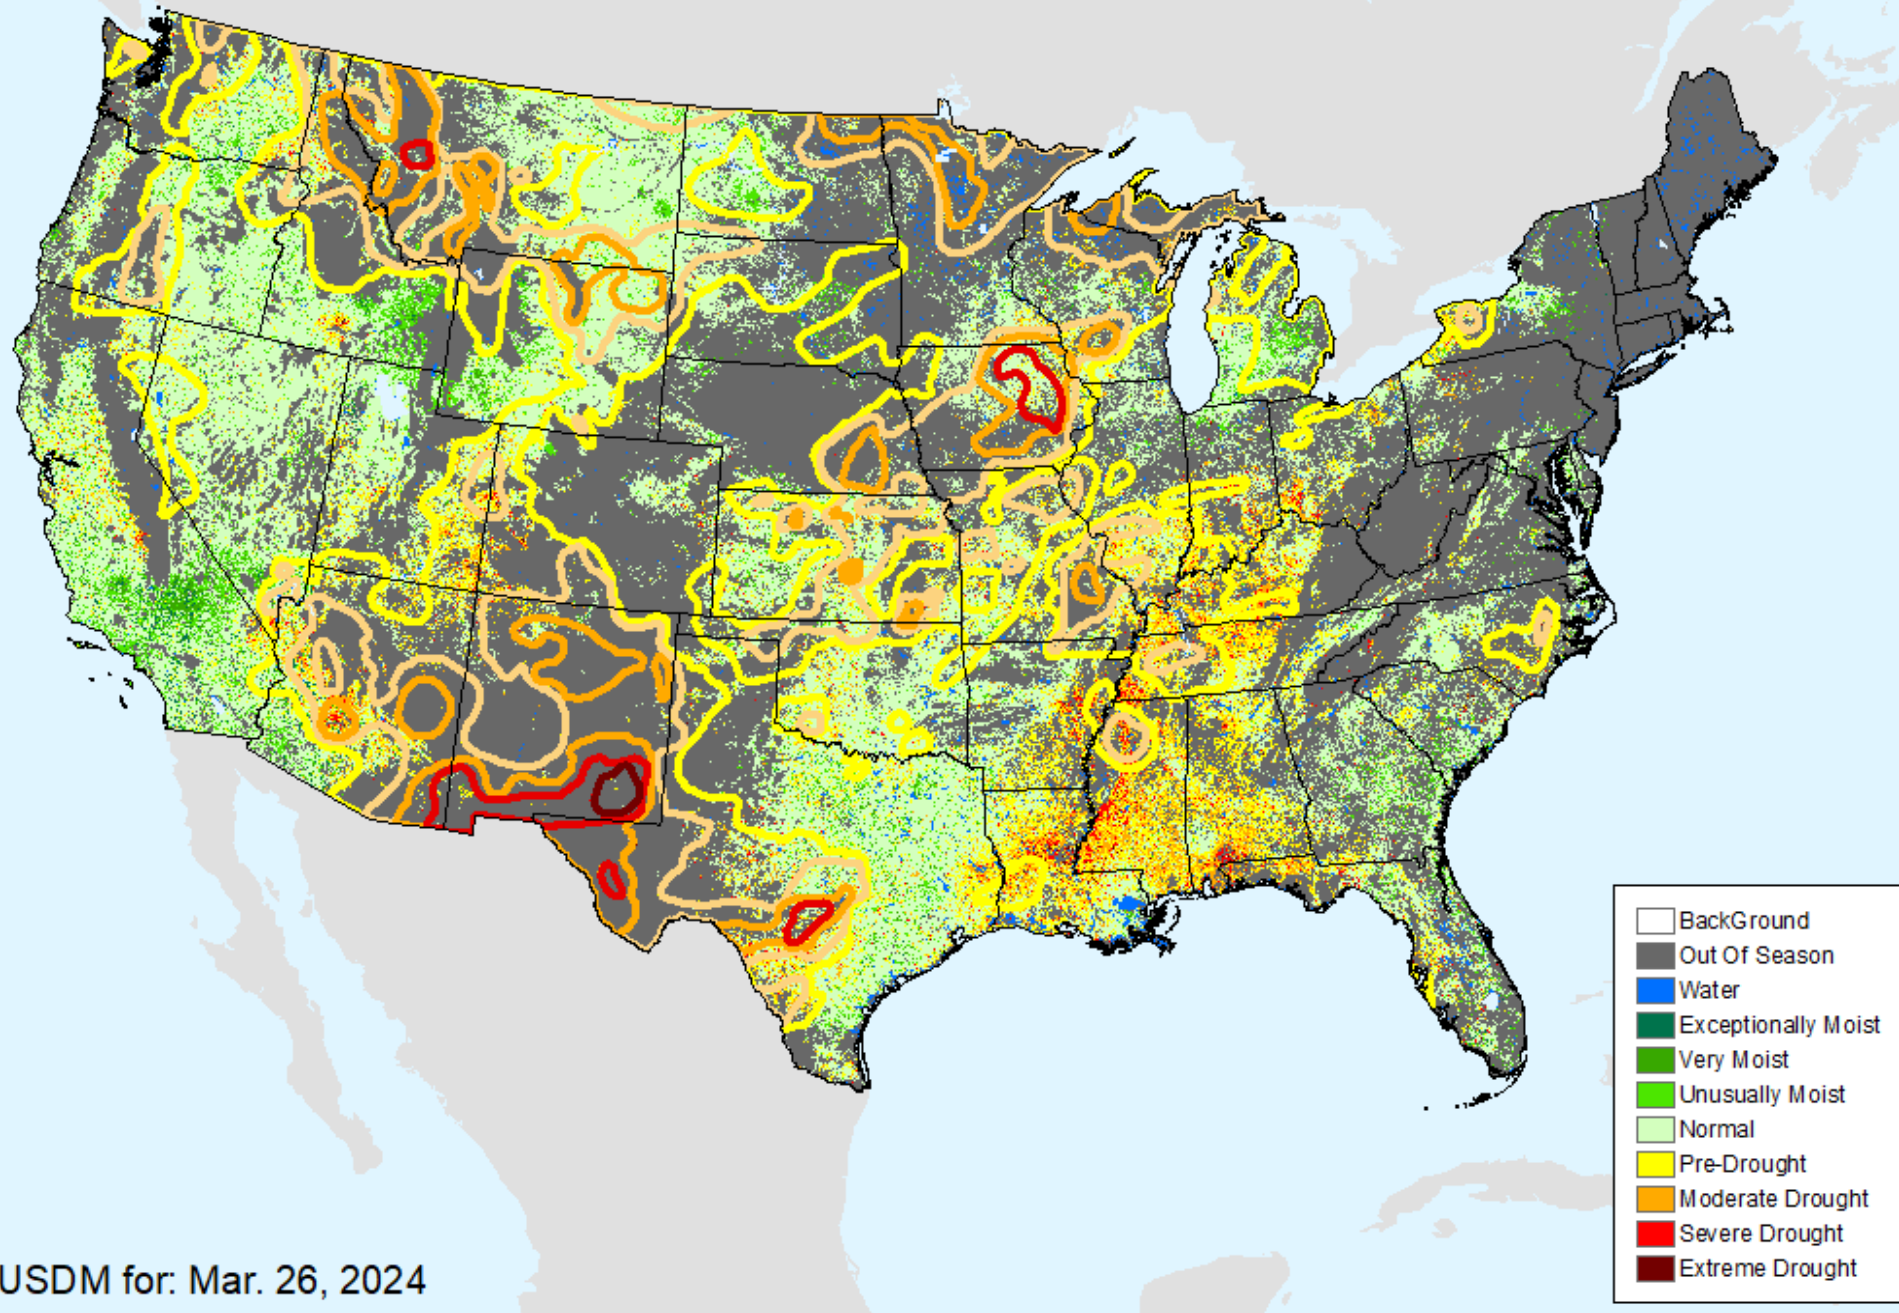 BackGround
Out Of Season
Water
Exceptionally Moist
Very Moist
Unusually Moist
Normal
Pre-Drought
Moderate Drought
Severe Drought
Extreme Drought
USDM for: Mar. 26, 2024